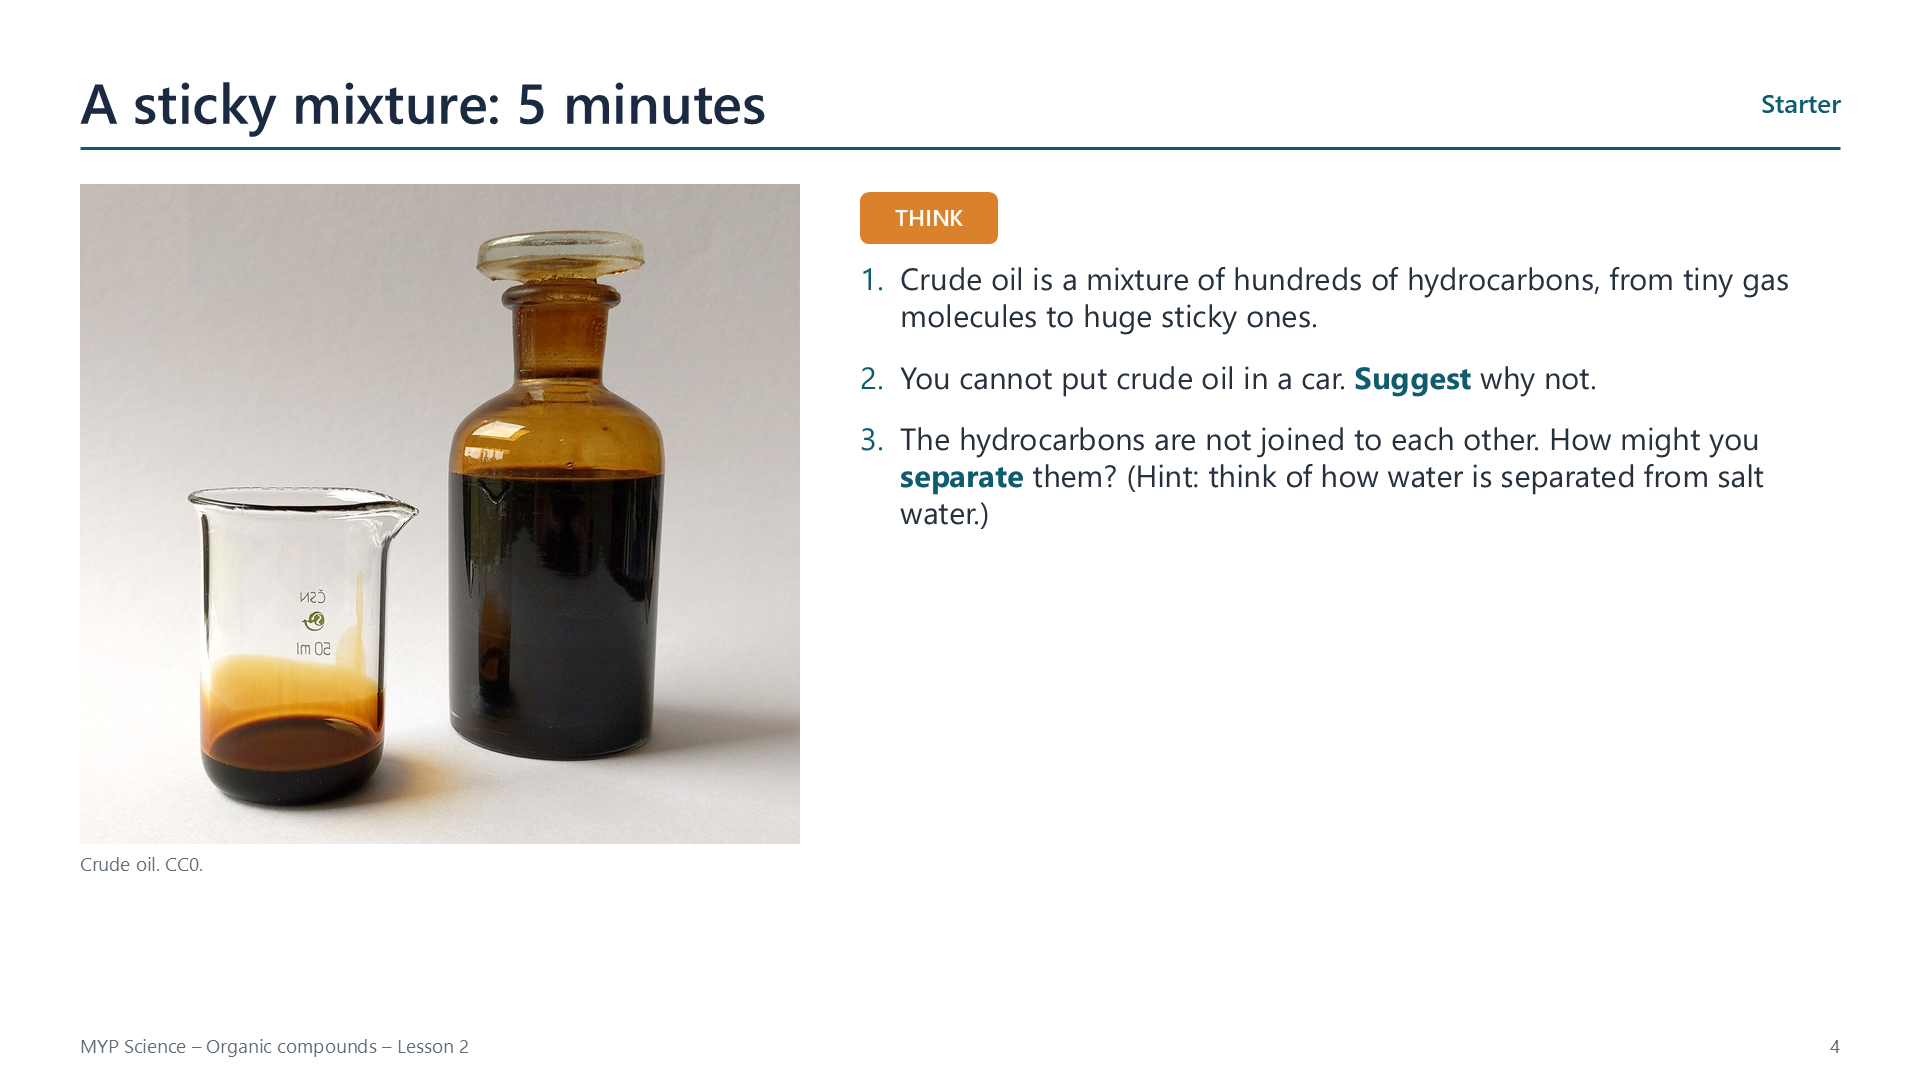 A sticky mixture: 5 minutes
Starter
THINK
1. Crude oil is a mixture of hundreds of hydrocarbons, from tiny gas
molecules to huge sticky ones.
2. You cannot put crude oil in a car. Suggest why not.
3. The hydrocarbons are not joined to each other. How might you
separate them? (Hint: think of how water is separated from salt
water.)
ČSN
50 ml
Crude oil. CC0.
MYP Science – Organic compounds – Lesson 2
4